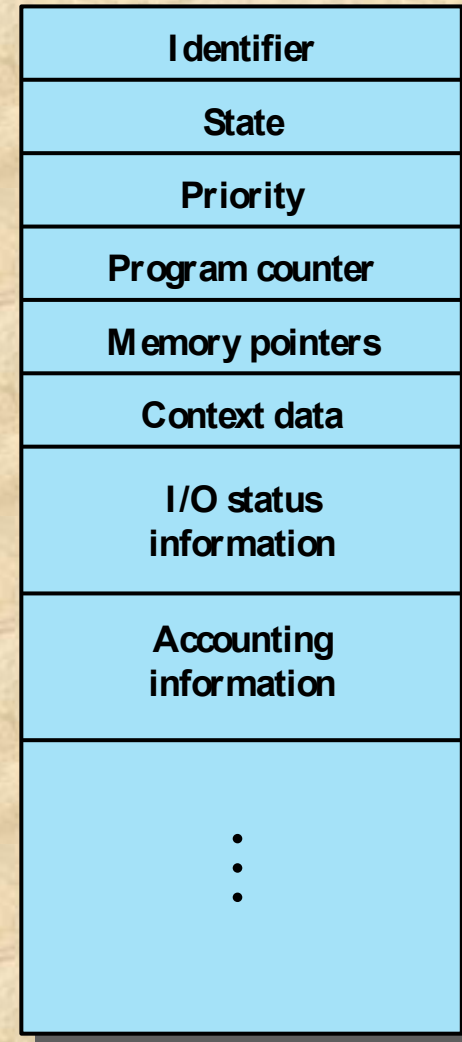 Identifier
State
Priority
Program counter
Memory pointers
Context data
I/O status
information
Accounting
information